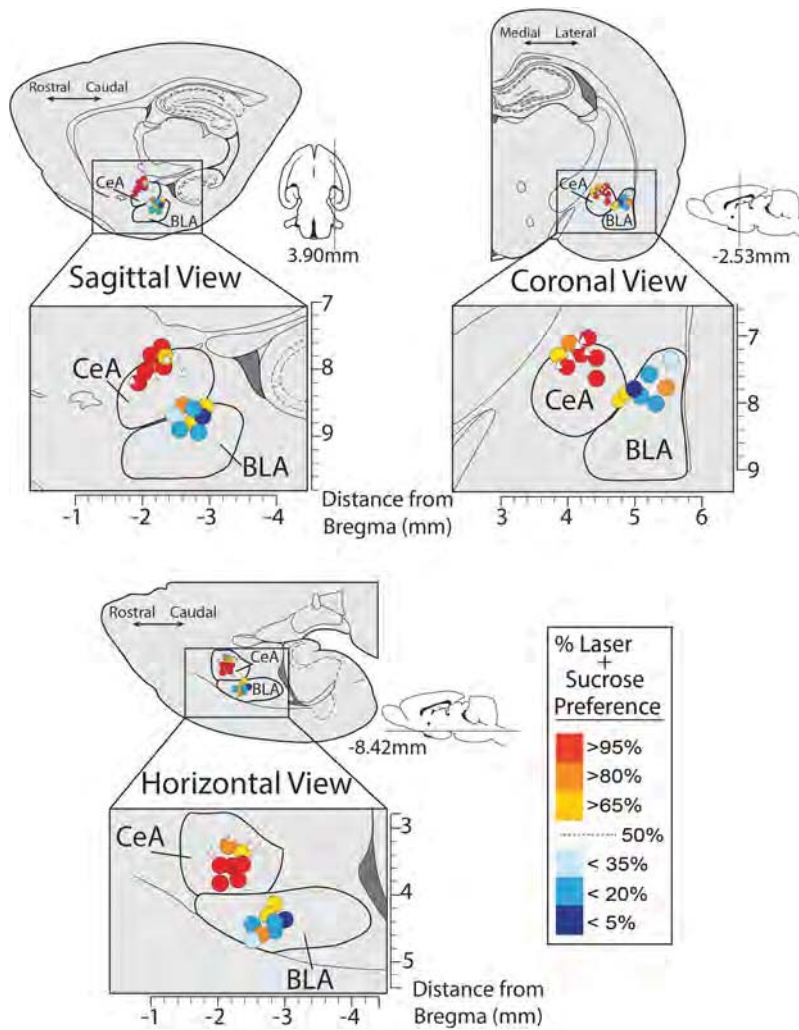 Rostral Caudal
CeA
BLA
3.90mm
Sagittal View
CeA
BLA
7
8
9
-1 -2 -3 -4
Distance from
Bregma (mm)
Medial Lateral
CeA
BLA
-2.53mm
Coronal View
CeA
BLA
7
8
9
3 4 5 6
Rostral Caudal
CeA
BLA
-8.42mm
Horizontal View
CeA
BLA
3
4
5
-1 -2 -3 -4
Distance from
Bregma (mm)
% Laser
+
Sucrose
Preference
>95%
>80%
>65%
50%
< 35%
< 20%
< 5%